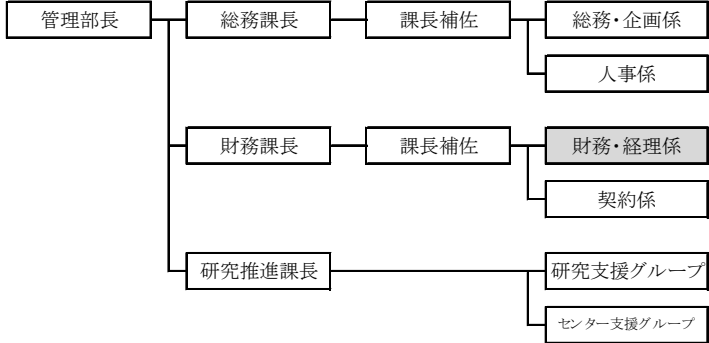 管理部長
総務課長
課長補佐
総務・企画係
人事係
財務課長
課長補佐
財務・経理係
契約係
研究推進課長
研究支援グループ
センター支援グループ